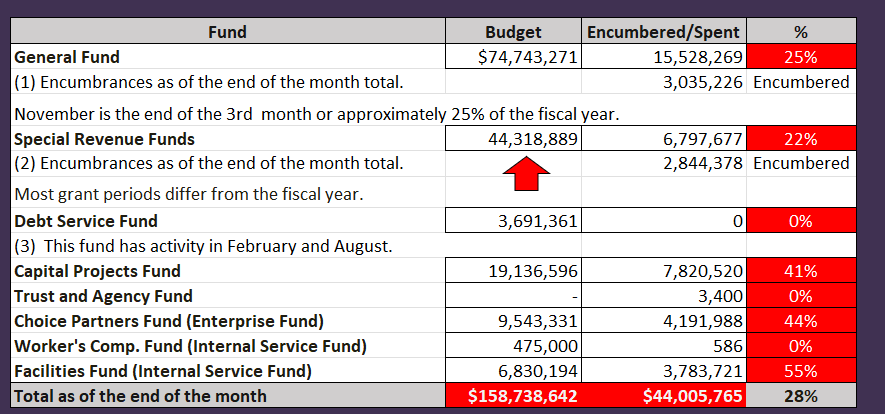 Fund Budget Encumbered/Spent %
General Fund $74,743,271 15,528,269 25%
(1) Encumbrances as of the end of the month total. 3,035,226 Encumbered
November is the end of the 3rd month or approximately 25% of the fiscal year.
Special Revenue Funds 44,318,889 6,797,677 22%
(2) Encumbrances as of the end of the month total. 2,844,378 Encumbered
Most grant periods differ from the fiscal year.
Debt Service Fund 3,691,361 0 0%
(3) This fund has activity in February and August.
Capital Projects Fund 19,136,596 7,820,520 41%
Trust and Agency Fund - 3,400 0%
Choice Partners Fund (Enterprise Fund) 9,543,331 4,191,988 44%
Worker's Comp. Fund (Internal Service Fund) 475,000 586 0%
Facilities Fund (Internal Service Fund) 6,830,194 3,783,721 55%
Total as of the end of the month $158,738,642 $44,005,765 28%